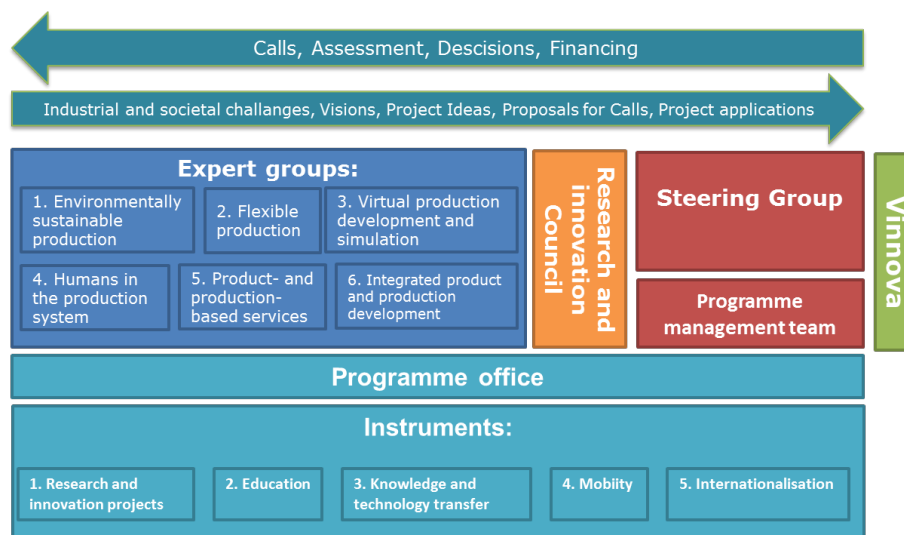 Calls, Assessment, Descisions, Financing
Industrial and societal challanges, Visions, Project Ideas, Proposals for Calls, Project applications
Expert groups:
1. Environmentally
sustainable
production
2. Flexible
production
3. Virtual production
development and
simulation
4. Humans in
the production
system
5. Product- and
production-
based services
6. Integrated product
and production
development
Research and
innovation
Council
Steering Group
Programme
management team
Vinnova
Programme office
Instruments:
1. Research and
innovation projects
2. Education
3. Knowledge and
technology transfer
4. Mobiity
5. Internationalisation